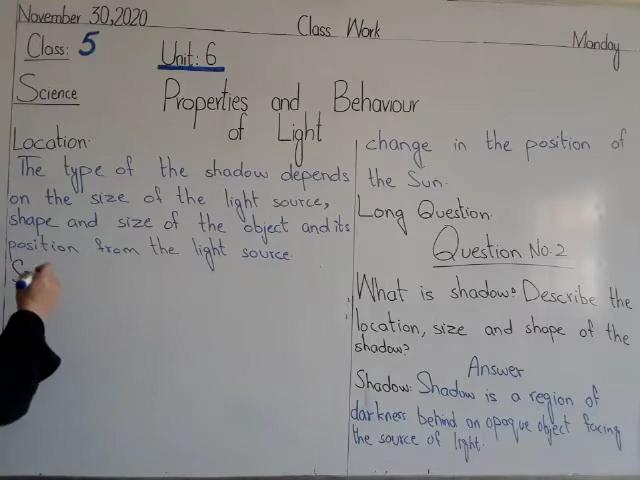 November 30,2020
Class Work
Monday
Class: 5
Unit: 6
Science
Properties and Behaviour
of Light
Location:
The type of the shadow depends
on the size of the light source,
shape and size of the object and its
position from the light source.
S
change in the position of
the Sun.
Long Question.
Question No.2
What is shadow? Describe the
location, size and shape of the
shadow?
Answer
Shadow: Shadow is a region of
darkness behind an opaque object facing
the source of light.